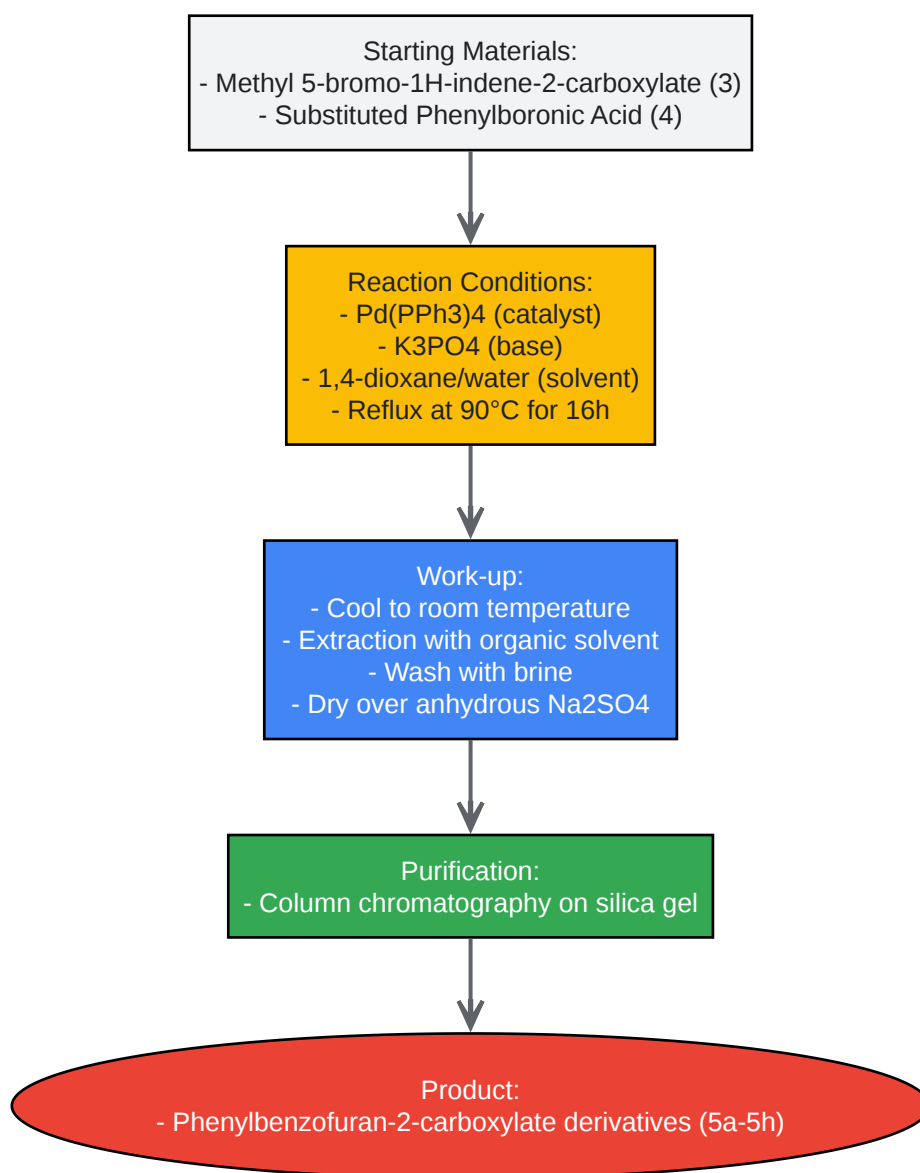 Starting Materials:
- Methyl 5-bromo-1H-indene-2-carboxylate (3)
- Substituted Phenylboronic Acid (4)
Reaction Conditions:
- Pd(PPh3)4 (catalyst)
- K3PO4 (base)
- 1,4-dioxane/water (solvent)
- Reflux at 90°C for 16h
Work-up:
- Cool to room temperature
- Extraction with organic solvent
- Wash with brine
- Dry over anhydrous Na2SO4
Purification:
- Column chromatography on silica gel
Product:
- Phenylbenzofuran-2-carboxylate derivatives (5a-5h)